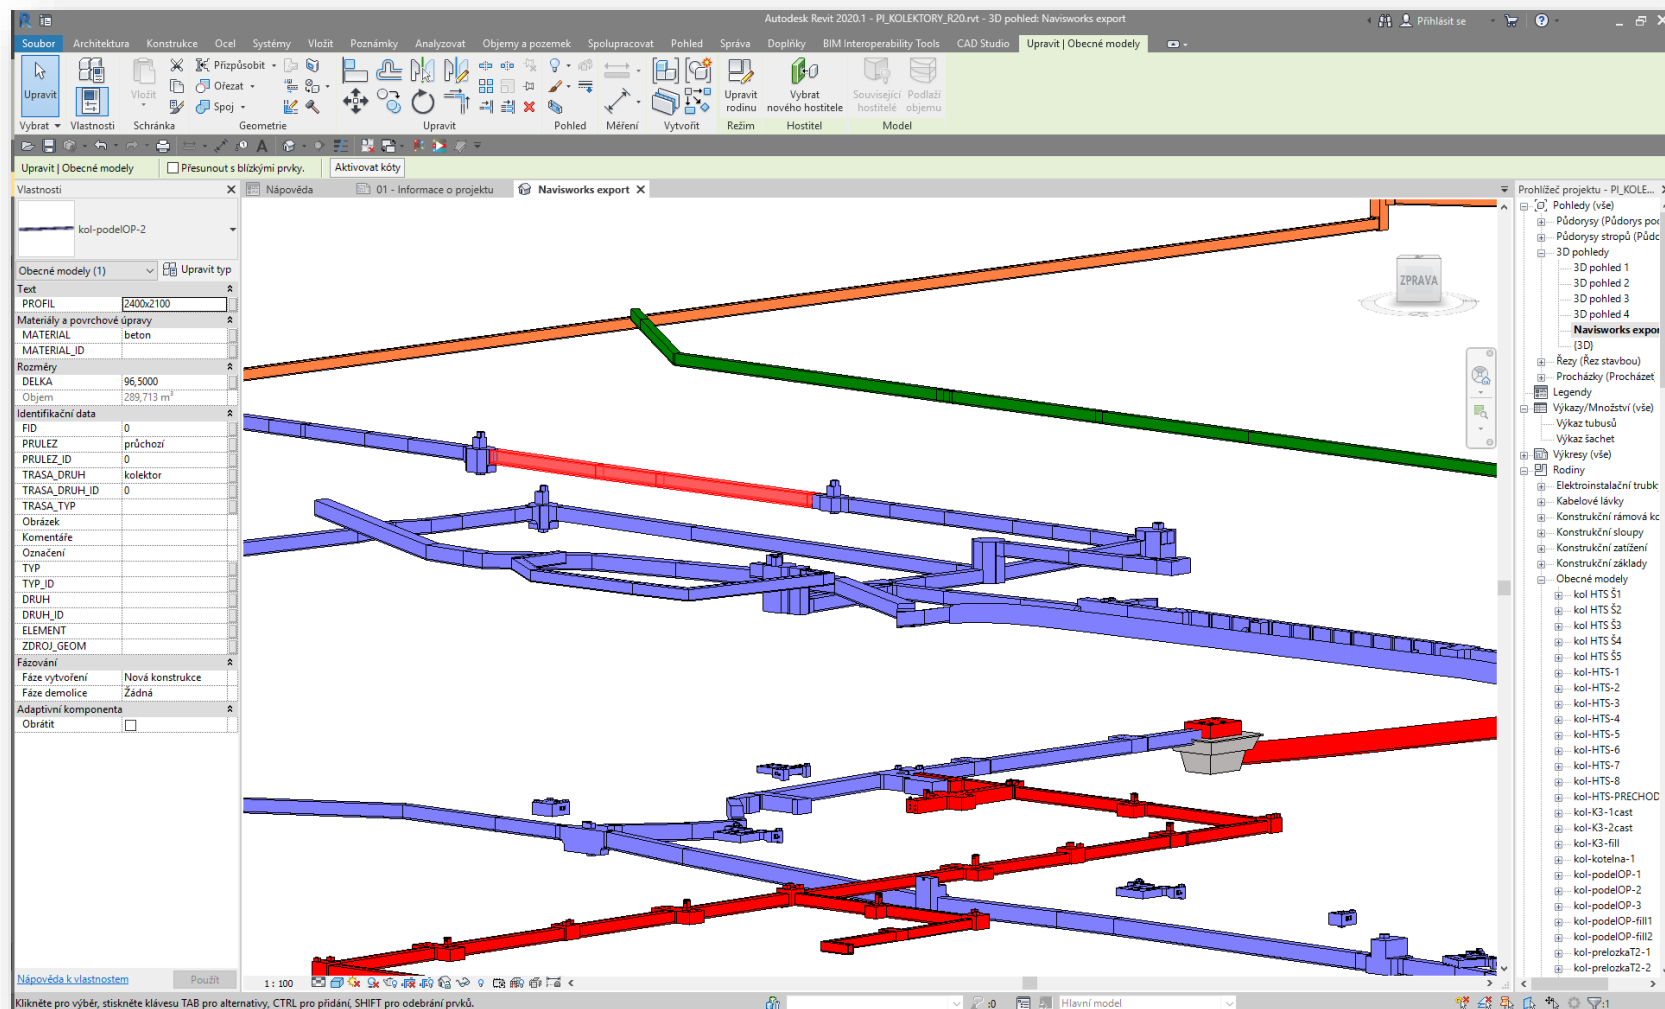 Autodesk Revit 2020.1 - PI_KOLEKTORY_R20.rvt - 3D pohled: Navisworks export
Přihlásit se
Soubor Architektura Konstrukce Ocel Systémy Vložit Poznámky Analyzovat Objemy a pozemek Spolupracovat Pohled Správa Doplňky BIM Interoperability Tools CAD Studio Upravit | Obecné modely
Upravit
Vložit
Přizpůsobit
Ořezat
Spoj
Upravit rodinu
Vybrat nového hostitele
Související hostitelé
Podlaží objemu
Vybrat Vlastnosti Schránka Geometrie Upravit Pohled Měření Vytvořit Režim Hostitel Model
Upravit | Obecné modely
Přesunout s blízkými prvky.
Aktivovat kóty
Vlastnosti
Nápověda
01 - Informace o projektu
Navisworks export
kol-podelOP-2
Obecné modely (1)
Upravit typ
Text
PROFIL 2400x2100
Materiály a povrchové úpravy
MATERIAL beton
MATERIAL_ID
Rozměry
DELKA 96,5000
Objem 289,713 m³
Identifikační data
FID 0
PRULEZ průchozí
PRULEZ_ID 0
TRASA_DRUH kolektor
TRASA_DRUH_ID 0
TRASA_TYP
Obrázek
Komentáře
Označení
TYP
TYP_ID
DRUH
DRUH_ID
ELEMENT
ZDROJ_GEOM
Fázování
Fáze vytvoření Nová konstrukce
Fáze demolice Žádná
Adaptivní komponenta
Obrátit
Nápověda k vlastnostem
Použít
ZPRAVA
1 : 100
Prohlížeč projektu - PI_KOLE...
Pohledy (vše)
Půdorysy (Půdorys pod
Půdorysy stropů (Půdc
3D pohledy
3D pohled 1
3D pohled 2
3D pohled 3
3D pohled 4
Navisworks expor
{3D}
Řezy (Řez stavbou)
Procházky (Procházet
Legendy
Výkazy/Množství (vše)
Výkaz tubusů
Výkaz šachet
Výkresy (vše)
Rodiny
Elektroinstalační trubk
Kabelové lávky
Konstrukční rámová kc
Konstrukční sloupy
Konstrukční zatížení
Konstrukční základy
Obecné modely
kol HTS Š1
kol HTS Š2
kol HTS Š3
kol HTS Š4
kol HTS Š5
kol-HTS-1
kol-HTS-2
kol-HTS-3
kol-HTS-4
kol-HTS-5
kol-HTS-6
kol-HTS-7
kol-HTS-8
kol-HTS-PRECHOD
kol-K3-1cast
kol-K3-2cast
kol-K3-fill
kol-kotelna-1
kol-podelOP-1
kol-podelOP-2
kol-podelOP-3
kol-podelOP-fill1
kol-podelOP-fill2
kol-prelozkaT2-1
kol-prelozkaT2-2
Klikněte pro výběr, stiskněte klávesu TAB pro alternativy, CTRL pro přidání, SHIFT pro odebrání prvků.
:0
Hlavní model
:1